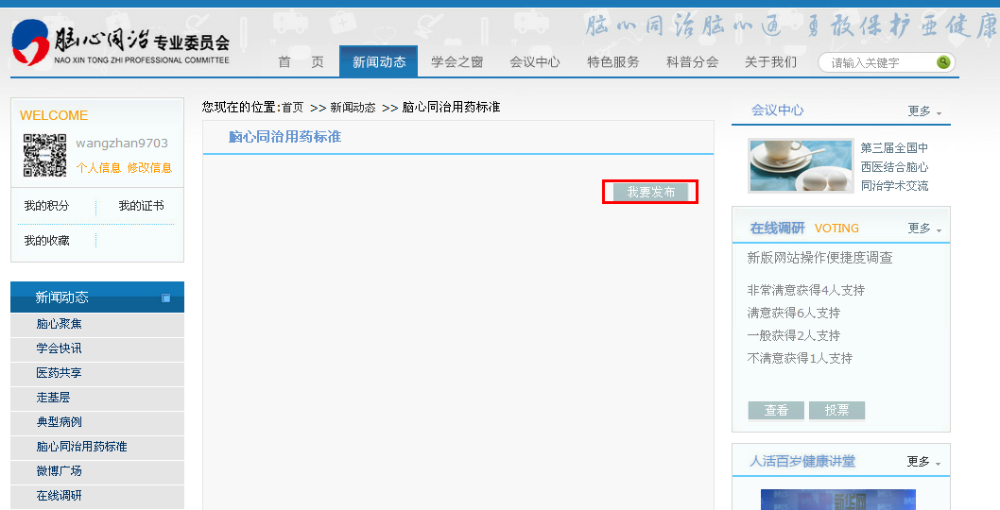 脑心同治脑心通 勇敢保护亚健康
脑心同治专业委员会
NAO XIN TONG ZHI PROFESSIONAL COMMITTEE
首 页 新闻动态 学会之窗 会议中心 特色服务 科普分会 关于我们 请输入关键字
WELCOME
wangzhan9703
个人信息 修改信息
我的积分 我的证书
我的收藏
新闻动态
脑心聚焦
学会快讯
医药共享
走基层
典型病例
脑心同治用药标准
微博广场
在线调研
您现在的位置:首页 >> 新闻动态 >> 脑心同治用药标准
脑心同治用药标准
我要发布
会议中心 更多
第三届全国中
西医结合脑心
同治学术交流
在线调研 VOTING 更多
新版网站操作便捷度调查
非常满意获得4人支持
满意获得6人支持
一般获得2人支持
不满意获得1人支持
查看 投票
人活百岁健康讲堂 更多
新华网